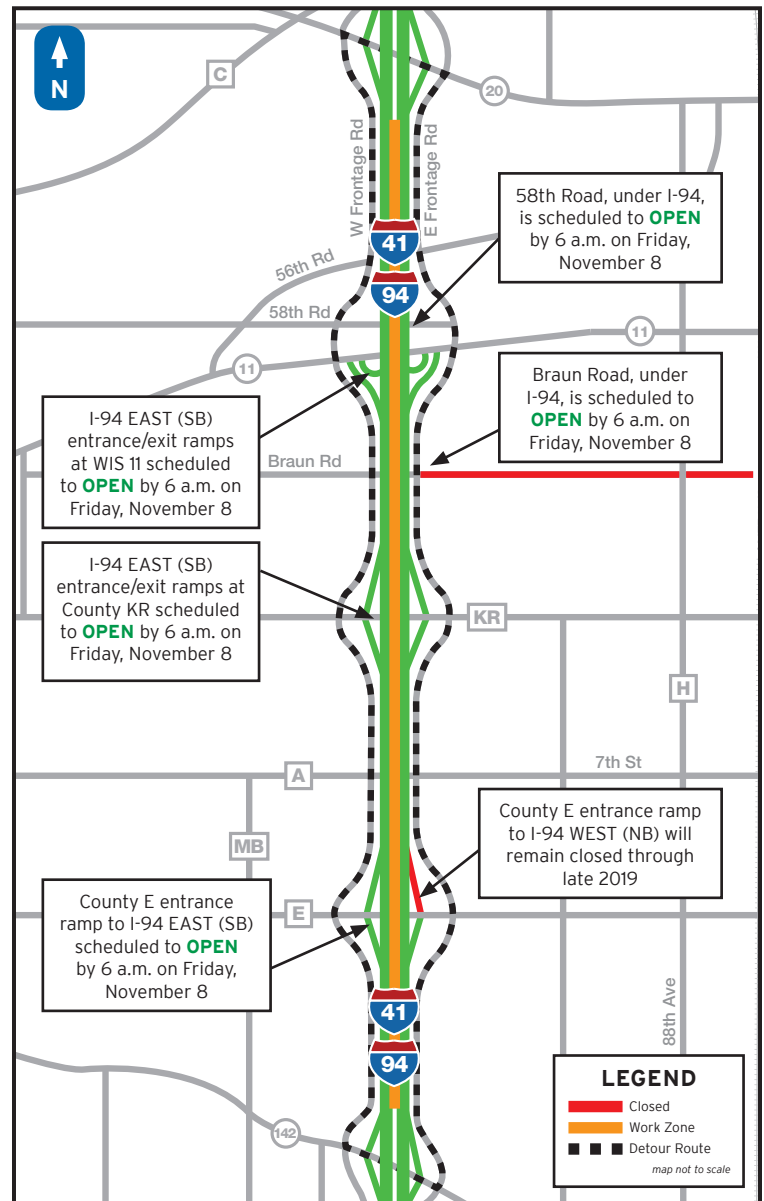 N
C
20
W Frontage Rd
E Frontage Rd
41
94
56th Rd
58th Rd
58th Road, under I-94,
is scheduled to OPEN
by 6 a.m. on Friday,
November 8
11
11
Braun Road, under
I-94, is scheduled to
OPEN by 6 a.m. on
Friday, November 8
I-94 EAST (SB)
entrance/exit ramps
at WIS 11 scheduled
to OPEN by 6 a.m. on
Friday, November 8
Braun Rd
I-94 EAST (SB)
entrance/exit ramps at
County KR scheduled
to OPEN by 6 a.m. on
Friday, November 8
KR
H
A
7th St
MB
County E entrance ramp
to I-94 WEST (NB) will
remain closed through
late 2019
County E entrance
ramp to I-94 EAST (SB)
scheduled to OPEN
by 6 a.m. on Friday,
November 8
E
41
94
88th Ave
142
LEGEND
Closed
Work Zone
Detour Route
map not to scale